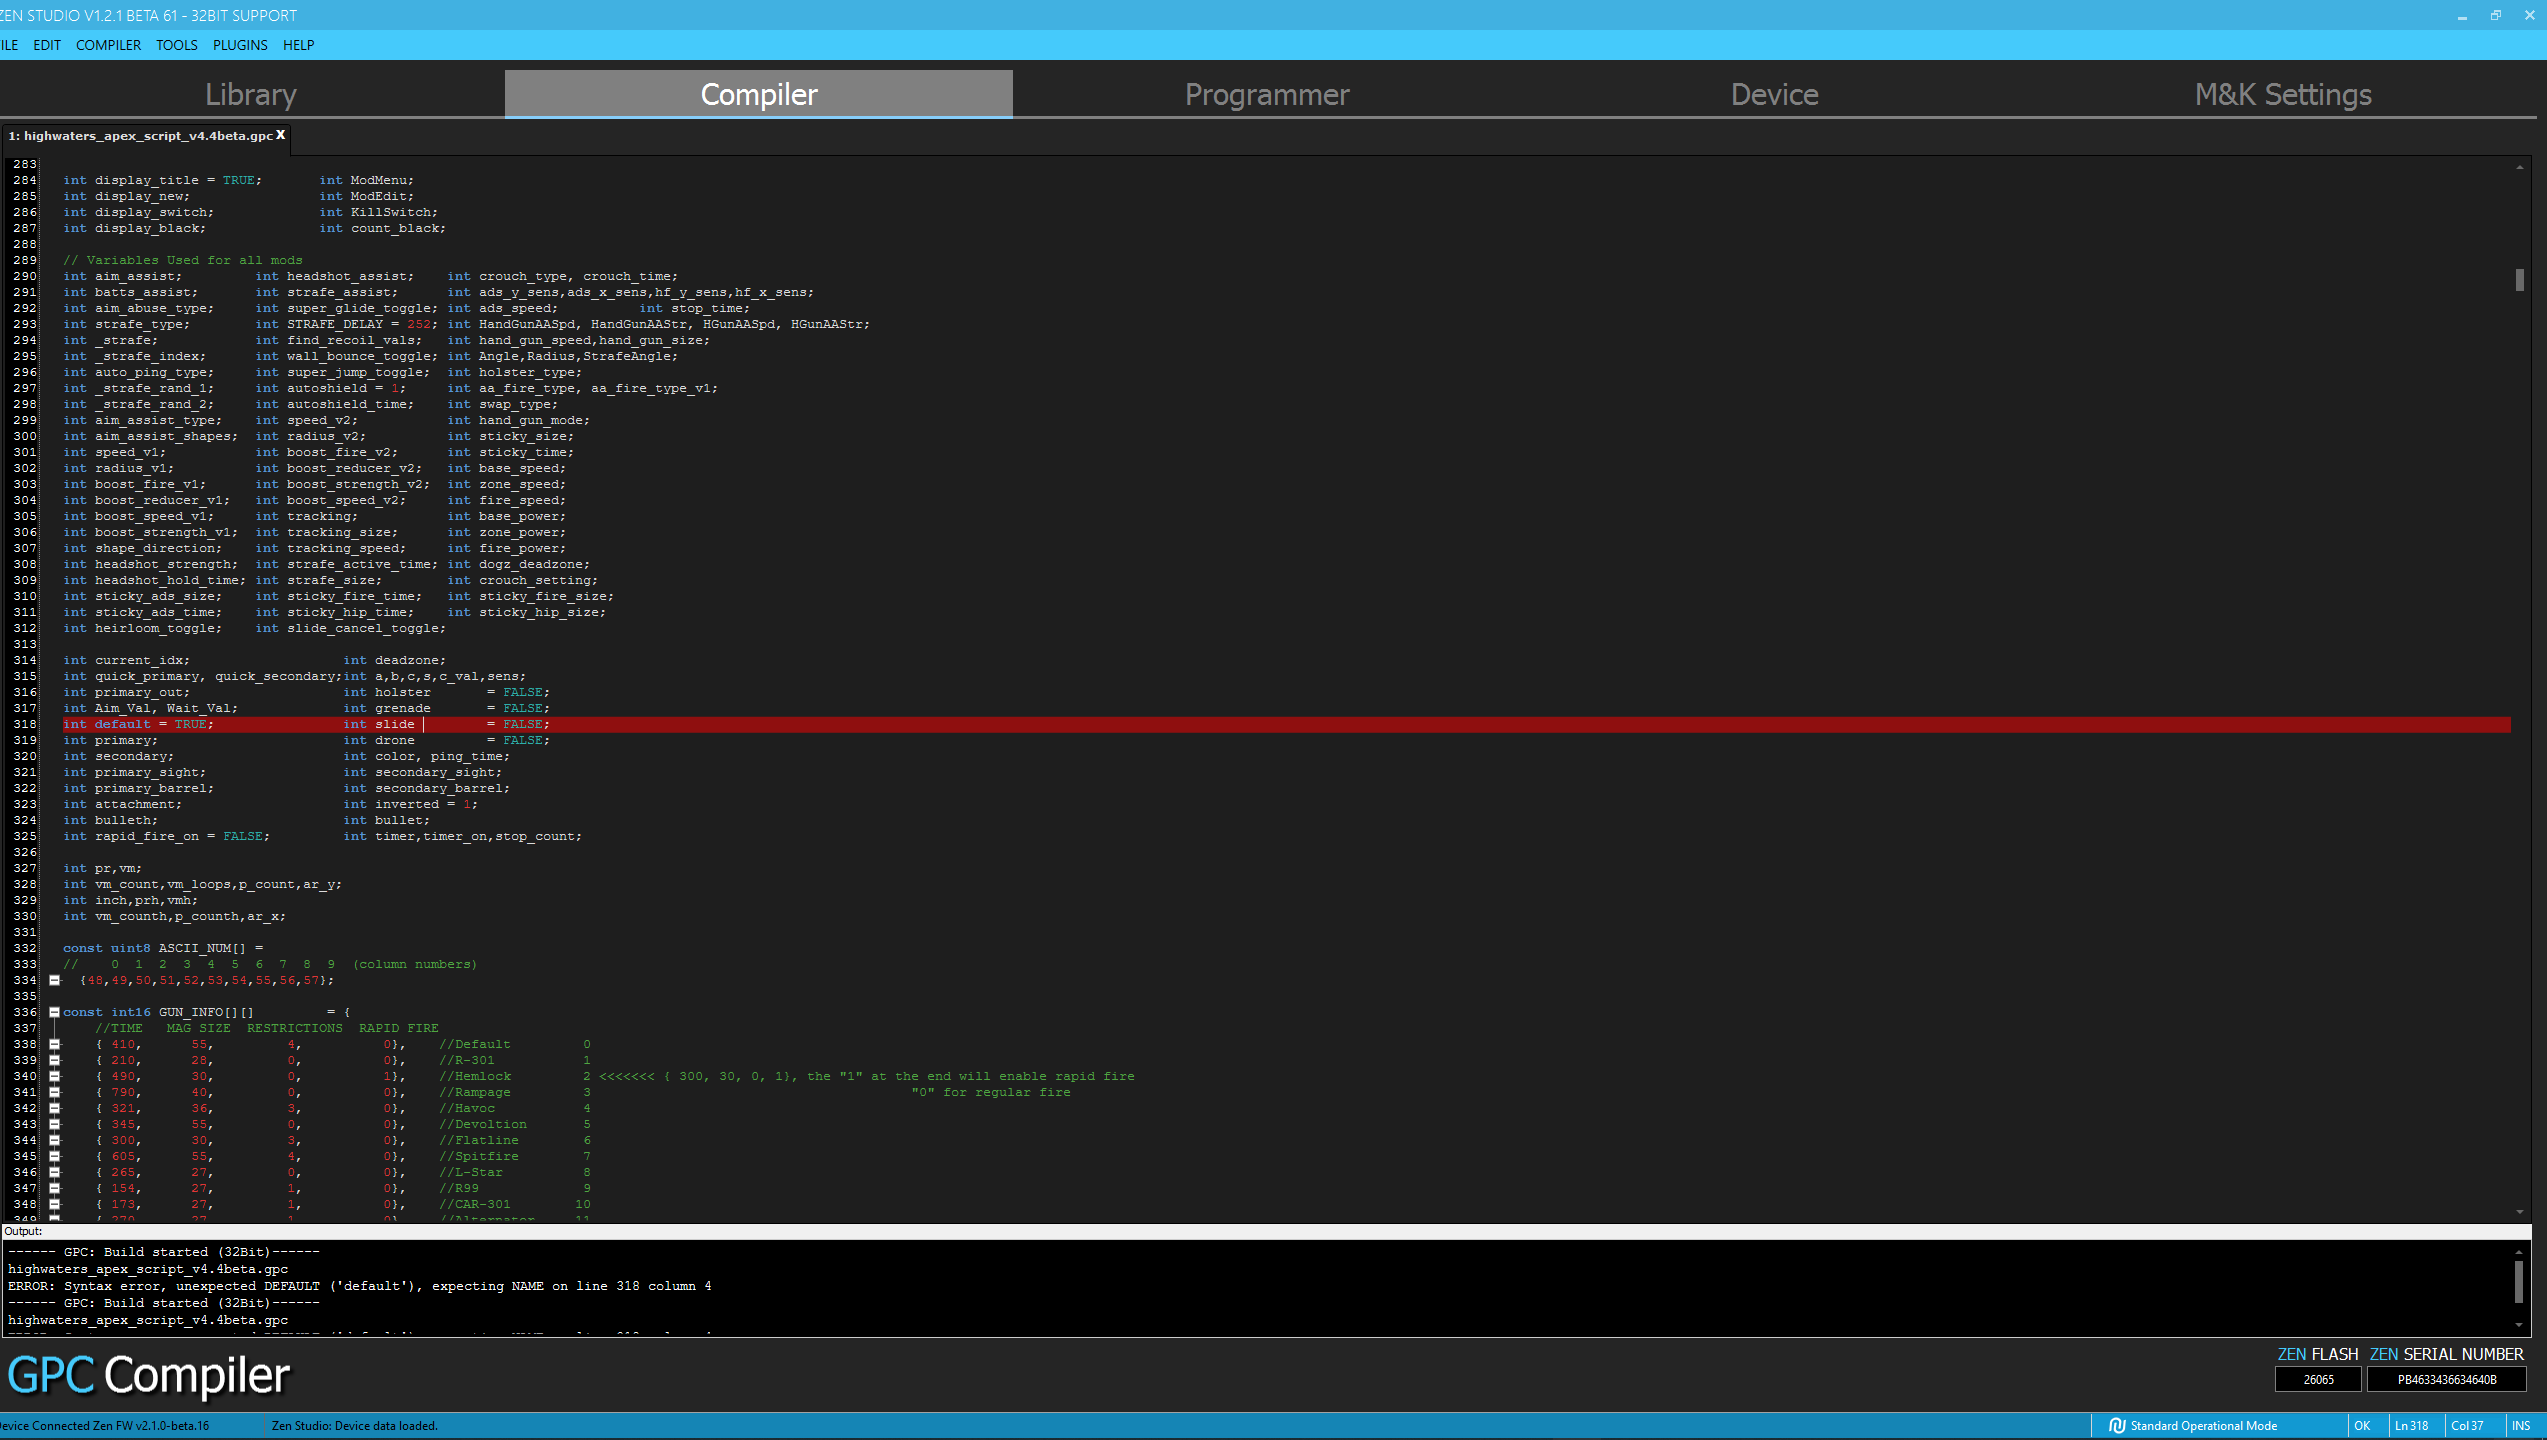 ZEN STUDIO V1.2.1 BETA 61 - 32BIT SUPPORT
ILE EDIT COMPILER TOOLS PLUGINS HELP
Library Compiler Programmer Device M&K Settings
1: highwaters_apex_script_v4.4beta.gpc X
283
284 int display_title = TRUE; int ModMenu;
285 int display_new; int ModEdit;
286 int display_switch; int KillSwitch;
287 int display_black; int count_black;
288
289 // Variables Used for all mods
290 int aim_assist; int headshot_assist; int crouch_type, crouch_time;
291 int batts_assist; int strafe_assist; int ads_y_sens,ads_x_sens,hf_y_sens,hf_x_sens;
292 int aim_abuse_type; int super_glide_toggle; int ads_speed; int stop_time;
293 int strafe_type; int STRAFE_DELAY = 252; int HandGunAASpd, HandGunAAStr, HGunAASpd, HGunAAStr;
294 int _strafe; int find_recoil_vals; int hand_gun_speed,hand_gun_size;
295 int _strafe_index; int wall_bounce_toggle; int Angle,Radius,StrafeAngle;
296 int auto_ping_type; int super_jump_toggle; int holster_type;
297 int _strafe_rand_1; int autoshield = 1; int aa_fire_type, aa_fire_type_v1;
298 int _strafe_rand_2; int autoshield_time; int swap_type;
299 int aim_assist_type; int speed_v2; int hand_gun_mode;
300 int aim_assist_shapes; int radius_v2; int sticky_size;
301 int speed_v1; int boost_fire_v2; int sticky_time;
302 int radius_v1; int boost_reducer_v2; int base_speed;
303 int boost_fire_v1; int boost_strength_v2; int zone_speed;
304 int boost_reducer_v1; int boost_speed_v2; int fire_speed;
305 int boost_speed_v1; int tracking; int base_power;
306 int boost_strength_v1; int tracking_size; int zone_power;
307 int shape_direction; int tracking_speed; int fire_power;
308 int headshot_strength; int strafe_active_time; int dogz_deadzone;
309 int headshot_hold_time; int strafe_size; int crouch_setting;
310 int sticky_ads_size; int sticky_fire_time; int sticky_fire_size;
311 int sticky_ads_time; int sticky_hip_time; int sticky_hip_size;
312 int heirloom_toggle; int slide_cancel_toggle;
313
314 int current_idx; int deadzone;
315 int quick_primary, quick_secondary;int a,b,c,s,c_val,sens;
316 int primary_out; int holster = FALSE;
317 int Aim_Val, Wait_Val; int grenade = FALSE;
318 int default = TRUE; int slide = FALSE;
319 int primary; int drone = FALSE;
320 int secondary; int color, ping_time;
321 int primary_sight; int secondary_sight;
322 int primary_barrel; int secondary_barrel;
323 int attachment; int inverted = 1;
324 int bulleth; int bullet;
325 int rapid_fire_on = FALSE; int timer,timer_on,stop_count;
326
327 int pr,vm;
328 int vm_count,vm_loops,p_count,ar_y;
329 int inch,prh,vmh;
330 int vm_counth,p_counth,ar_x;
331
332 const uint8 ASCII_NUM[] =
333 // 0 1 2 3 4 5 6 7 8 9 (column numbers)
334 {48,49,50,51,52,53,54,55,56,57};
335
336 const int16 GUN_INFO[][] = {
337 //TIME MAG SIZE RESTRICTIONS RAPID FIRE
338 { 410, 55, 4, 0}, //Default 0
339 { 210, 28, 0, 0}, //R-301 1
340 { 490, 30, 0, 1}, //Hemlock 2 <<<<<<< { 300, 30, 0, 1}, the "1" at the end will enable rapid fire
341 { 790, 40, 0, 0}, //Rampage 3 "0" for regular fire
342 { 321, 36, 3, 0}, //Havoc 4
343 { 345, 55, 0, 0}, //Devoltion 5
344 { 300, 30, 3, 0}, //Flatline 6
345 { 605, 55, 4, 0}, //Spitfire 7
346 { 265, 27, 0, 0}, //L-Star 8
347 { 154, 27, 1, 0}, //R99 9
348 { 173, 27, 1, 0}, //CAR-301 10
349 { 270, 27, 1, 0}, //Alternator 11
Output:
------ GPC: Build started (32Bit)------
highwaters_apex_script_v4.4beta.gpc
ERROR: Syntax error, unexpected DEFAULT ('default'), expecting NAME on line 318 column 4
------ GPC: Build started (32Bit)------
highwaters_apex_script_v4.4beta.gpc
GPC Compiler
ZEN FLASH ZEN SERIAL NUMBER
26065 PB4633436634640B
evice Connected Zen FW v2.1.0-beta.16 Zen Studio: Device data loaded. Standard Operational Mode OK Ln 318 Col 37 INS